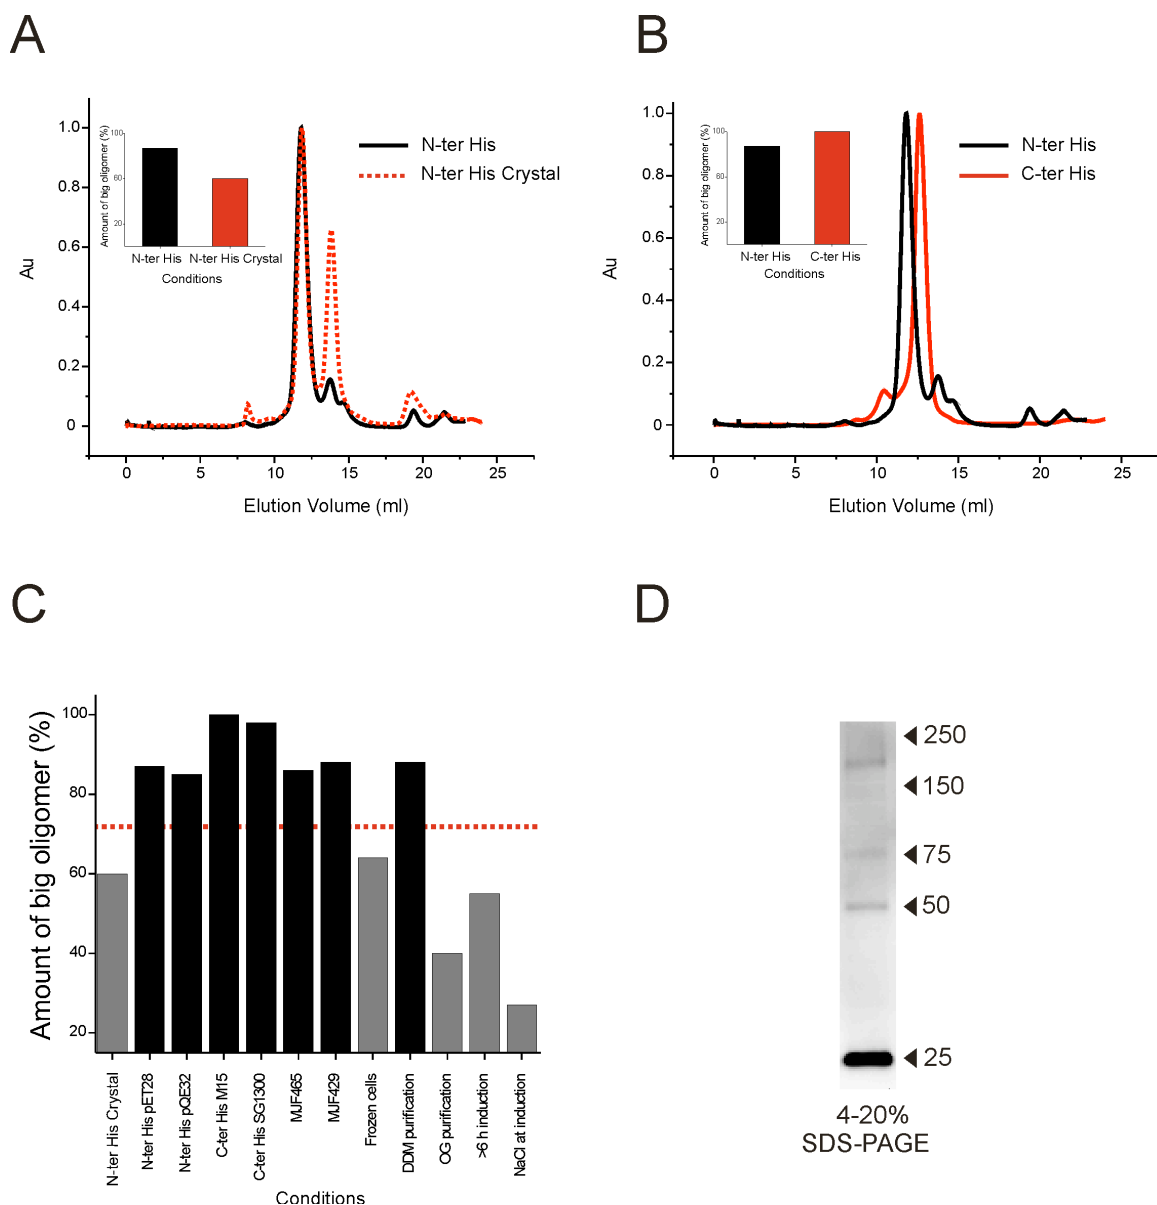 A
1.0
0.8
0.6
0.4
0.2
0
Au
0
5
10
15
20
25
Elution Volume (ml)
N-ter His
N-ter His Crystal
Amount of big oligomer (%)
100
60
20
N-ter His
N-ter His Crystal
Conditions
B
1.0
0.8
0.6
0.4
0.2
0
Au
0
5
10
15
20
25
Elution Volume (ml)
N-ter His
C-ter His
Amount of big oligomer (%)
100
60
20
N-ter His
C-ter His
Conditions
C
Amount of big oligomer (%)
100
80
60
40
20
N-ter His Crystal
N-ter His pET28
N-ter His pQE32
C-ter His M15
C-ter His SG1300
MJF465
MJF429
Frozen cells
DDM purification
OG purification
>6 h induction
NaCl at induction
Conditions
D
250
150
75
50
25
4-20%
SDS-PAGE